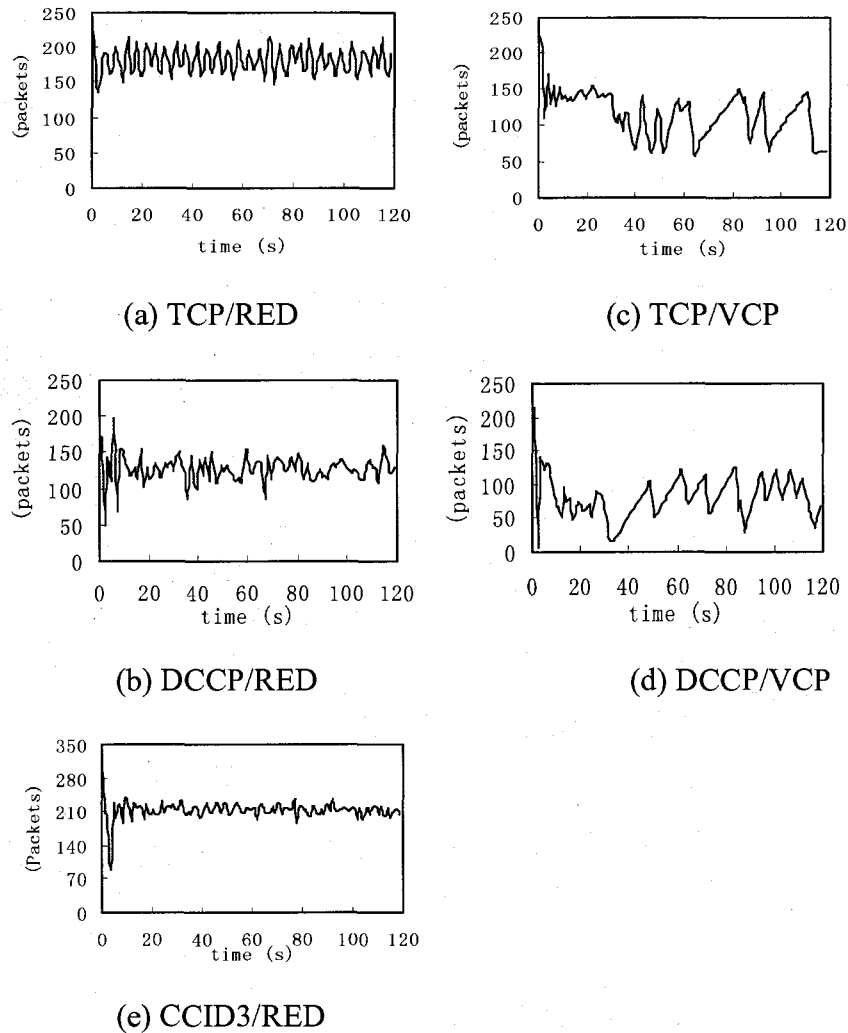 250
200
150
100
50
0
(packets)
0 20 40 60 80 100 120
time (s)
(a) TCP/RED
250
200
150
100
50
0
(packets)
0 20 40 60 80 100 120
time (s)
(c) TCP/VCP
250
200
150
100
50
0
(packets)
0 20 40 60 80 100 120
time (s)
(b) DCCP/RED
250
200
150
100
50
0
(packets)
0 20 40 60 80 100 120
time (s)
(d) DCCP/VCP
350
280
210
140
70
0
(Packets)
0 20 40 60 80 100 120
time (s)
(e) CCID3/RED